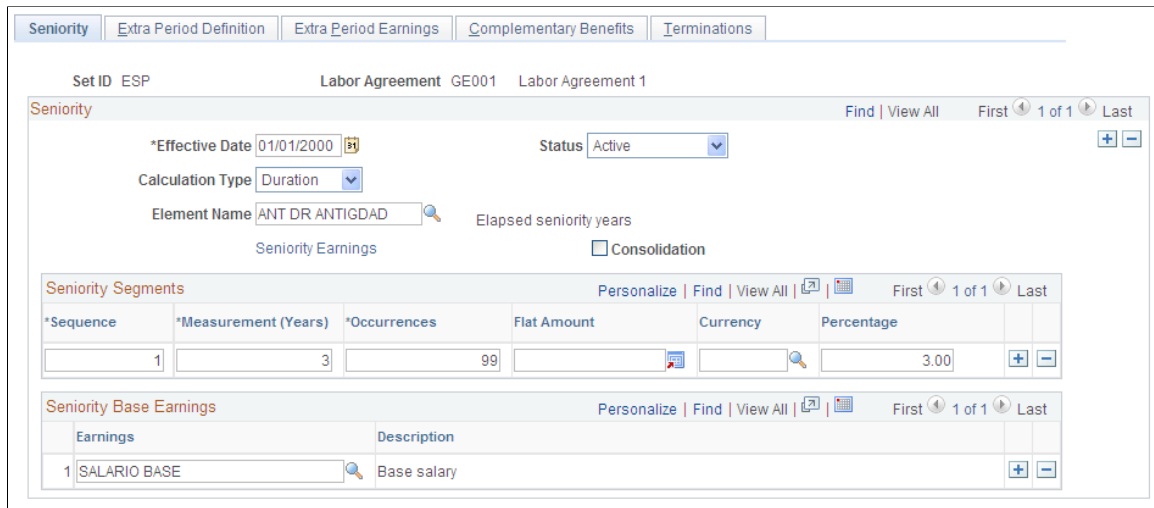 Seniority Extra Period Definition Extra Period Earnings Complementary Benefits Terminations
Set ID ESP Labor Agreement GE001 Labor Agreement 1
Seniority Find | View All First 1 of 1 Last
*Effective Date 01/01/2000 31 Status Active
Calculation Type Duration
Element Name ANT DR ANTIGDAD Elapsed seniority years
Seniority Earnings Consolidation
Seniority Segments Personalize | Find | View All | | First 1 of 1 Last
*Sequence *Measurement (Years) *Occurrences Flat Amount Currency Percentage
1 3 99 3.00
Seniority Base Earnings Personalize | Find | View All | | First 1 of 1 Last
Earnings Description
1 SALARIO BASE Base salary